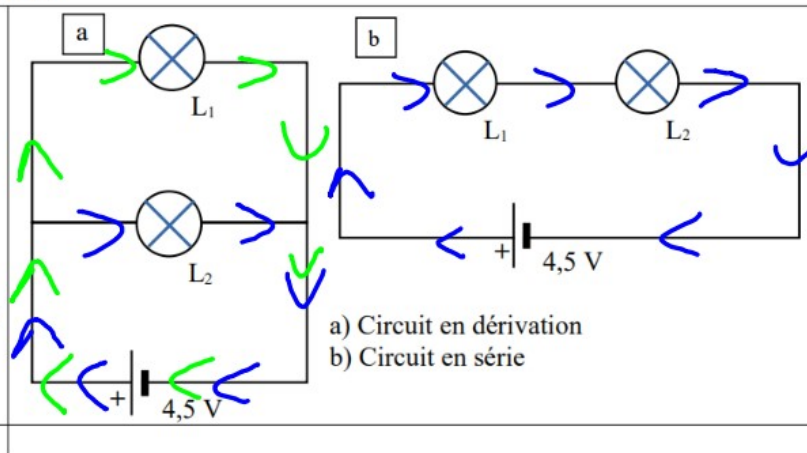 a
L₁
L₂
+
4,5 V
b
L₁
L₂
+
4,5 V
a) Circuit en dérivation
b) Circuit en série